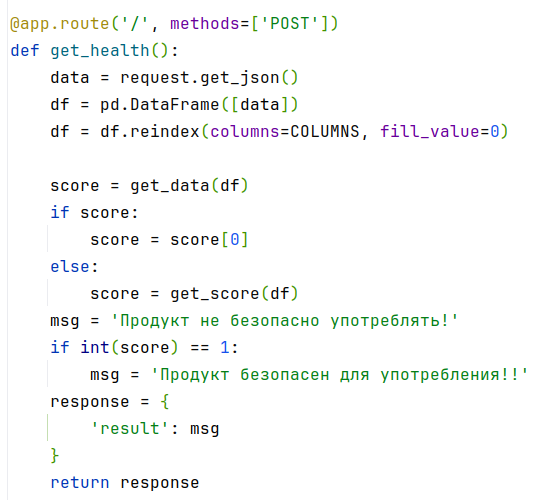 @app.route('/', methods=['POST'])
def get_health():
    data = request.get_json()
    df = pd.DataFrame([data])
    df = df.reindex(columns=COLUMNS, fill_value=0)

    score = get_data(df)
    if score:
        score = score[0]
    else:
        score = get_score(df)
    msg = 'Продукт не безопасно употреблять!'
    if int(score) == 1:
        msg = 'Продукт безопасен для употребления!!'
    response = {
        'result': msg
    }
    return response